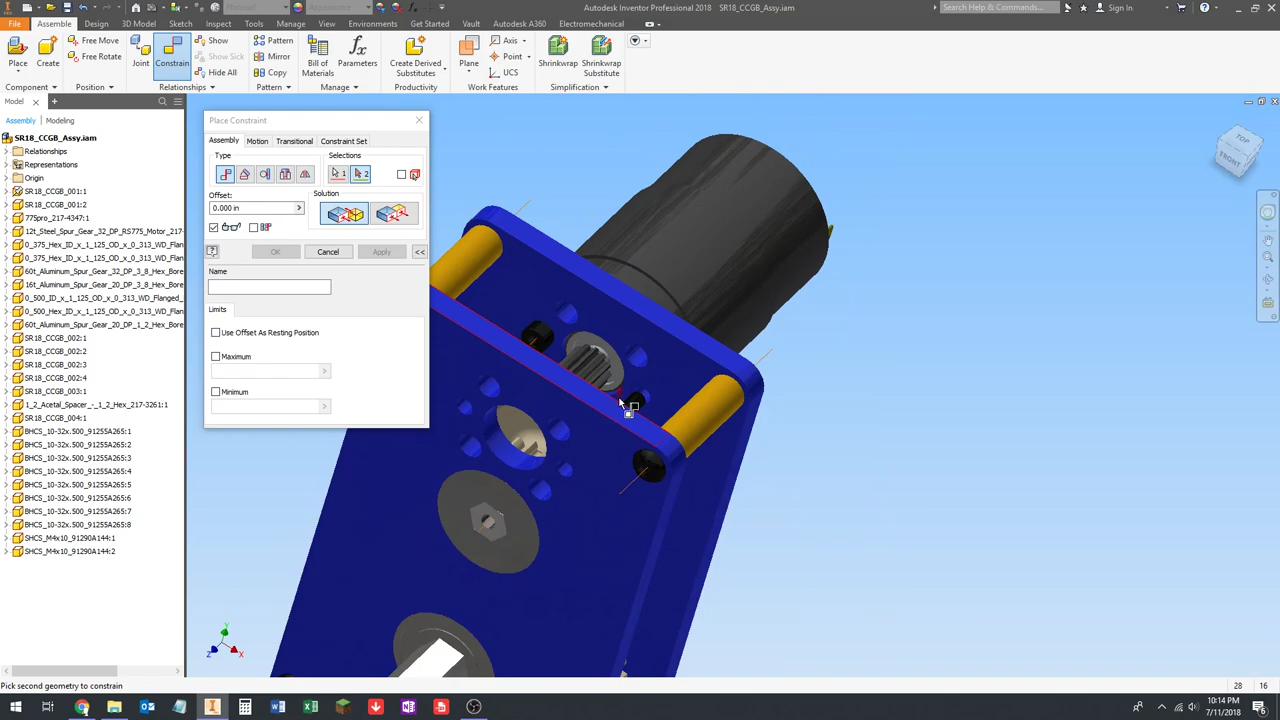 Autodesk Inventor Professional 2018   SR18_CCGB_Assy.iam
Search Help & Commands...
Sign In
File Assemble Design 3D Model Sketch Inspect Tools Manage View Environments Get Started Vault Autodesk A360 Electromechanical
Place Create Free Move Free Rotate Joint Constrain Show Show Sick Hide All Pattern Mirror Copy Bill of Materials Parameters Create Derived Substitutes Plane Axis Point UCS Shrinkwrap Shrinkwrap Substitute
Component Position Relationships Pattern Manage Productivity Work Features Simplification
Model
Assembly Modeling
SR18_CCGB_Assy.iam
Relationships
Representations
Origin
SR18_CCGB_001:1
SR18_CCGB_001:2
775pro_217-4347:1
12t_Steel_Spur_Gear_32_DP_RS775_Motor_217-
0_375_Hex_ID_x_1_125_OD_x_0_313_WD_Flan
0_375_Hex_ID_x_1_125_OD_x_0_313_WD_Flan
60t_Aluminum_Spur_Gear_32_DP_3_8_Hex_Bore
16t_Aluminum_Spur_Gear_20_DP_3_8_Hex_Bore
0_500_Hex_ID_x_1_125_OD_x_0_313_WD_Flanged_
0_500_Hex_ID_x_1_125_OD_x_0_313_WD_Flang
60t_Aluminum_Spur_Gear_20_DP_1_2_Hex_Bore
SR18_CCGB_002:1
SR18_CCGB_002:2
SR18_CCGB_002:3
SR18_CCGB_002:4
SR18_CCGB_003:1
1_2_Acetal_Spacer_-_1_2_Hex_217-3261:1
SR18_CCGB_004:1
BHCS_10-32x.500_91255A265:1
BHCS_10-32x.500_91255A265:2
BHCS_10-32x.500_91255A265:3
BHCS_10-32x.500_91255A265:4
BHCS_10-32x.500_91255A265:5
BHCS_10-32x.500_91255A265:6
BHCS_10-32x.500_91255A265:7
BHCS_10-32x.500_91255A265:8
SHCS_M4x10_91290A144:1
SHCS_M4x10_91290A144:2
Place Constraint
Assembly Motion Transitional Constraint Set
Type Selections
1 2
Offset: Solution
0.000 in
OK Cancel Apply <<
Name
Limits
Use Offset As Resting Position
Maximum
Minimum
TOP
FRONT
Y
Z X
Pick second geometry to constrain
28 16
10:14 PM
7/11/2018